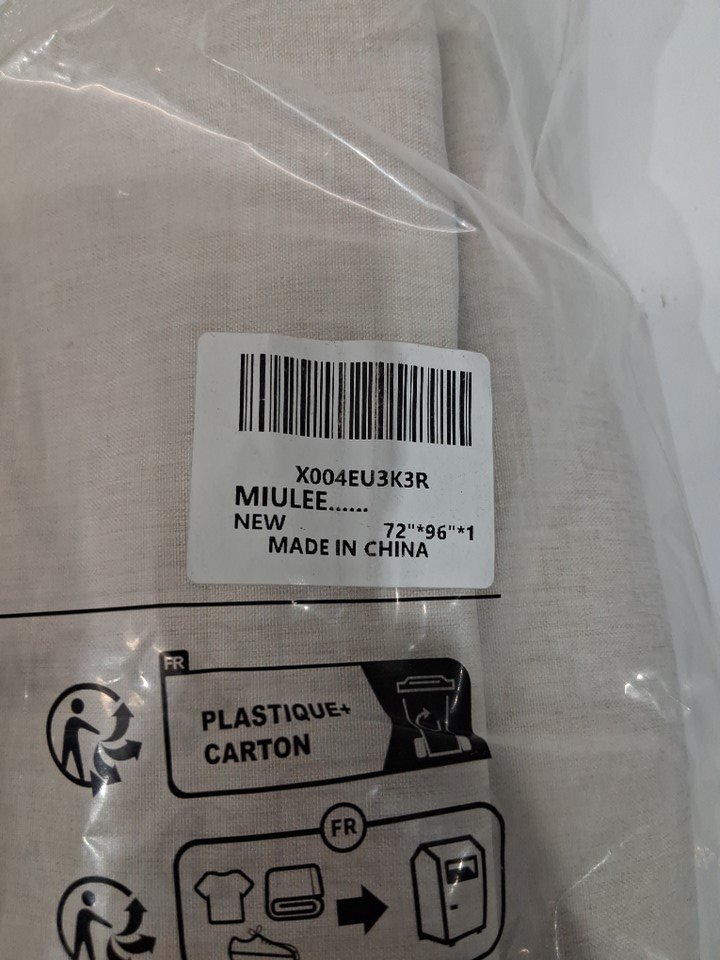 X004EU3K3R
MIULEE......
NEW 72"*96"*1
MADE IN CHINA
FR
PLASTIQUE+
CARTON
FR